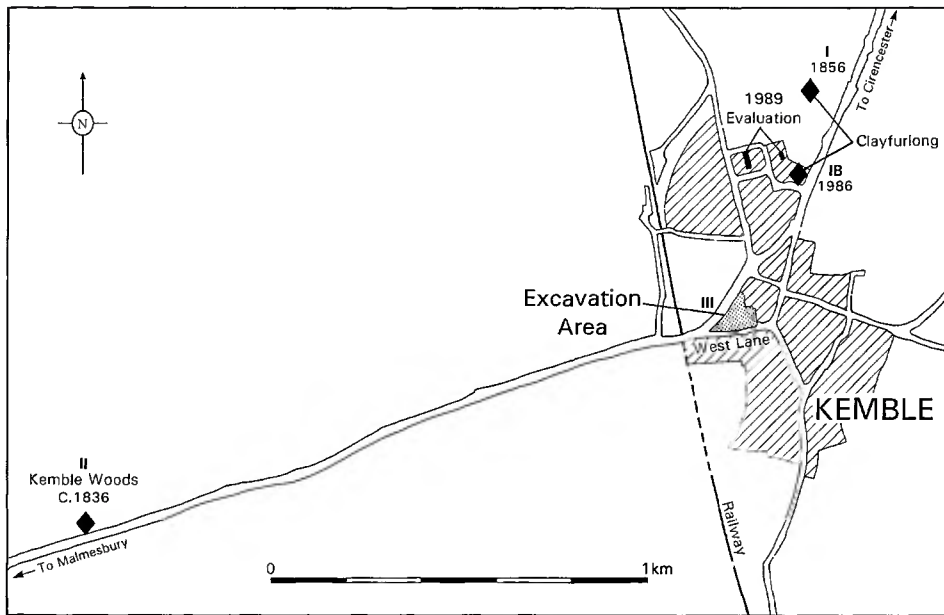 N
I
1856
To Cirencester
1989
Evaluation
Clayfurlong
IB
1986
Excavation
Area
III
West Lane
KEMBLE
II
Kemble Woods
C.1836
To Malmesbury
Railway
0
1km